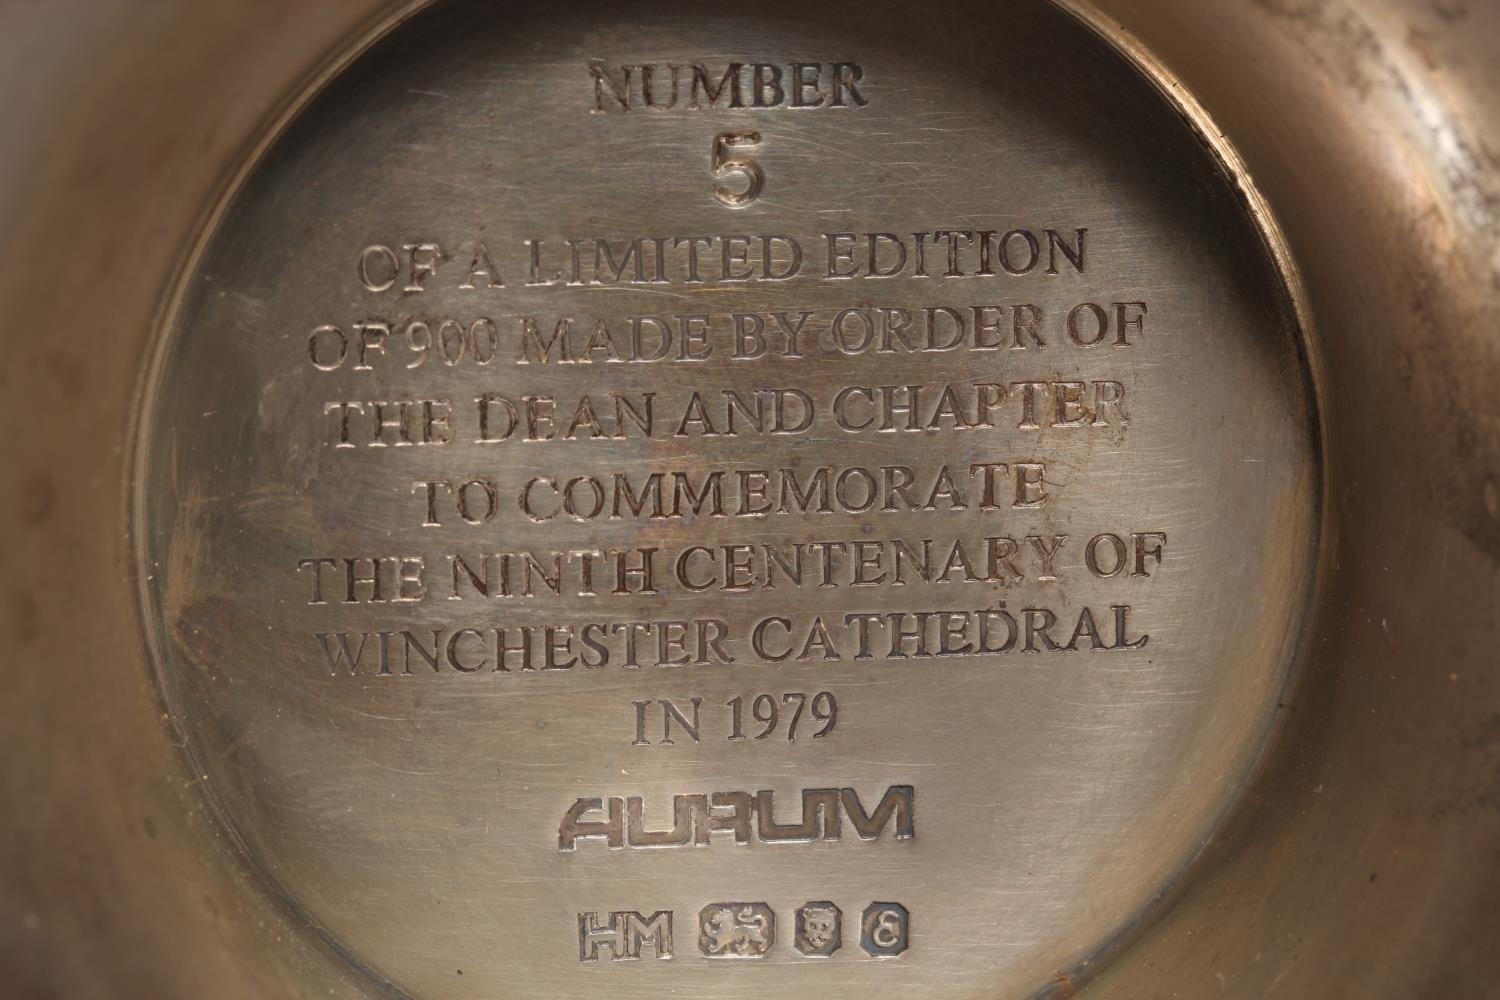 NUMBER
5
OF A LIMITED EDITION
OF 900 MADE BY ORDER OF
THE DEAN AND CHAPTER
TO COMMEMORATE
THE NINTH CENTENARY OF
WINCHESTER CATHEDRAL
IN 1979
AURUM
HM e